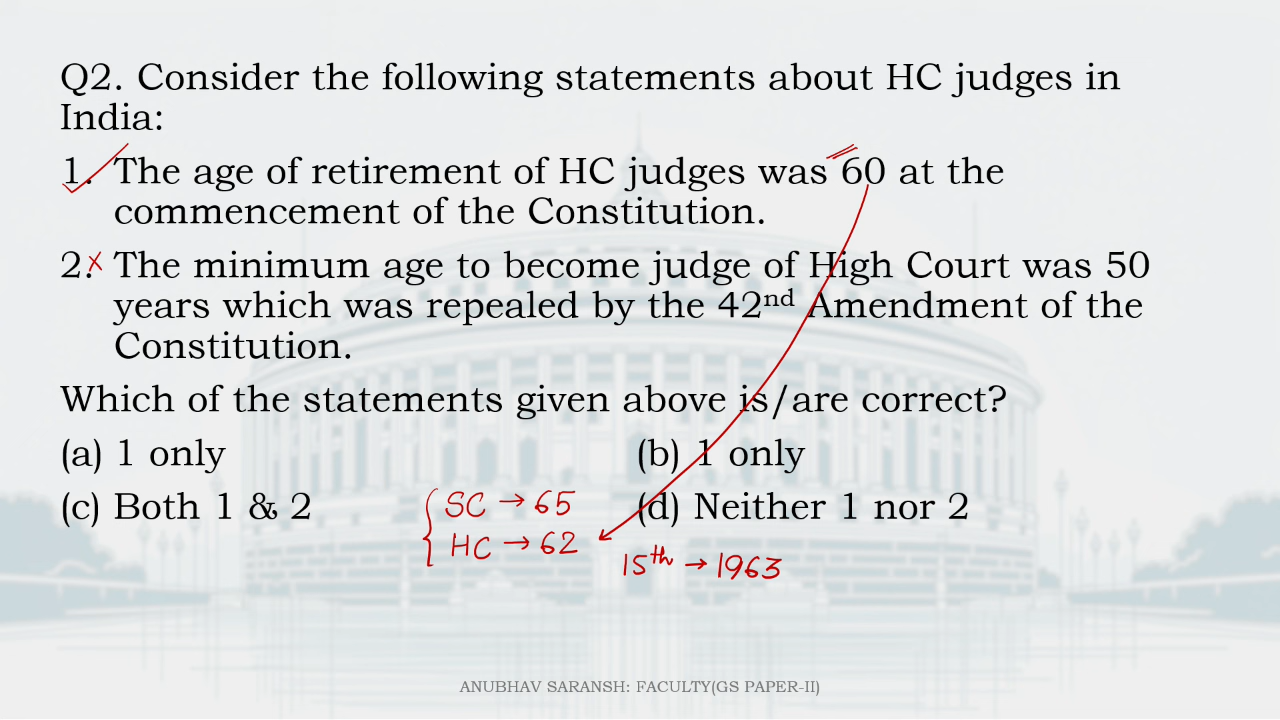 Q2. Consider the following statements about HC judges in
India:
1. The age of retirement of HC judges was 60 at the
commencement of the Constitution.
2. The minimum age to become judge of High Court was 50
years which was repealed by the 42nd Amendment of the
Constitution.
Which of the statements given above is/are correct?
(a) 1 only (b) 1 only
(c) Both 1 & 2 (d) Neither 1 nor 2
SC → 65
HC → 62
15th → 1963
ANUBHAV SARANSH: FACULTY(GS PAPER-II)